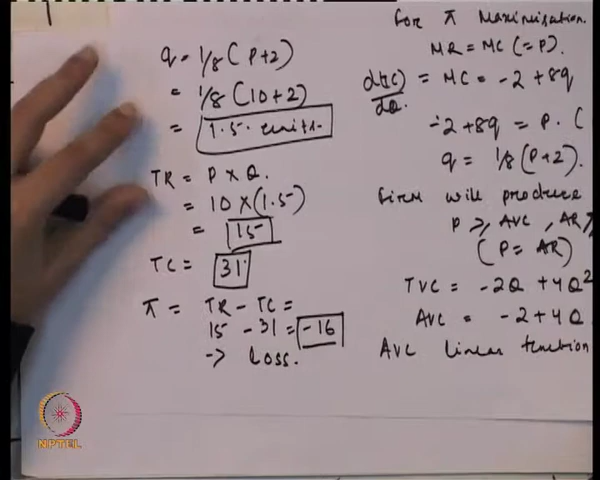 q = 1/8 (P+2)
= 1/8 (10+2)
= 1.5 units.
TR = P x Q.
= 10 x (1.5)
= 15
TC = 31
π = TR - TC =
15 - 31 = -16
-> Loss.
for π maximisation.
MR = MC (=P).
d(TC)/dQ = MC = -2 + 8q
-2 + 8q = P. (
q = 1/8 (P+2).
firm will produce
P ≥, AVC, AR ≥
(P = AR)
TVC = -2Q + 4Q²
AVC = -2 + 4Q
AVC linear function
NPTEL